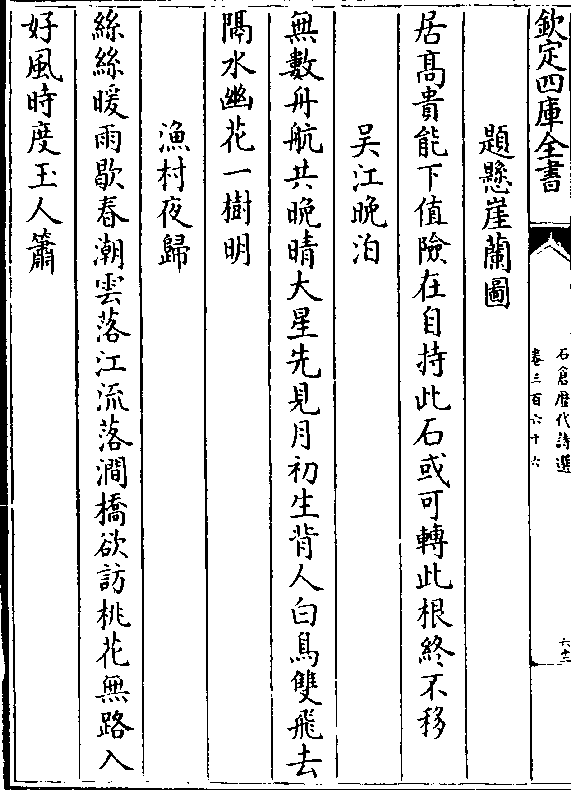 欽定四庫全書
石倉歷代詩選
卷三百六十六
六十二
題懸崖蘭圖
居髙貴能下值險在自持此石或可轉此根終不移
吴江晚泊
無數舟航共晚晴大星先見月初生背人白鳥雙飛去
隔水幽花一樹明
漁村夜歸
絲絲暖雨歇春潮雲落江流落澗橋欲訪桃花無路入
好風時度玉人簫